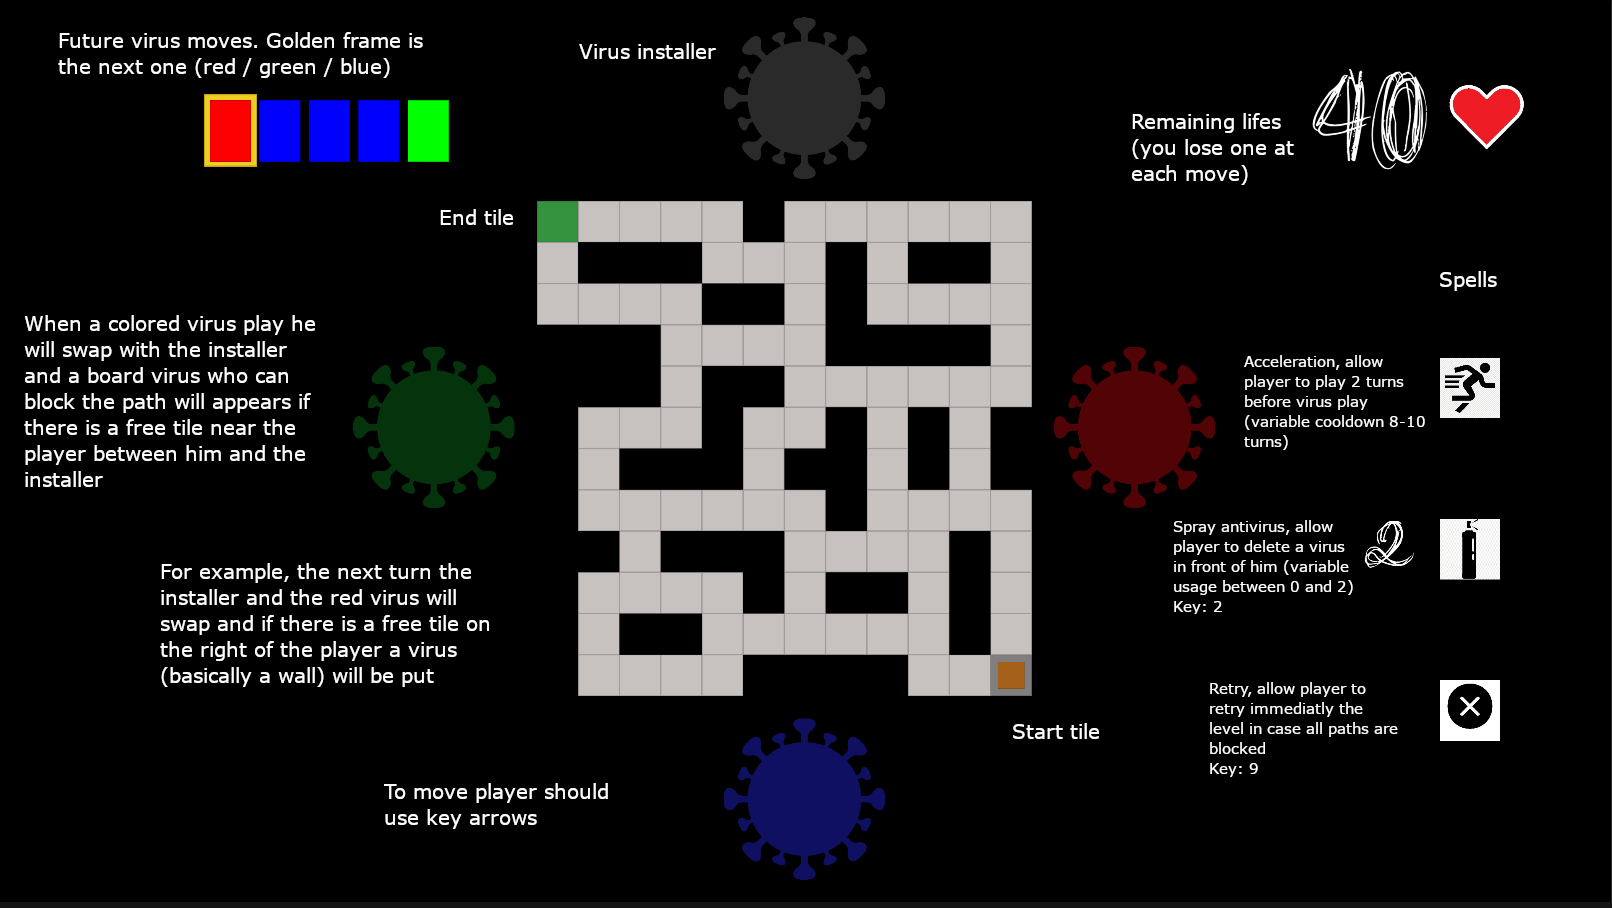 Future virus moves. Golden frame is
the next one (red / green / blue)
Virus installer
Remaining lifes
(you lose one at
each move)
40
End tile
Spells
When a colored virus play he
will swap with the installer
and a board virus who can
block the path will appears if
there is a free tile near the
player between him and the
installer
Acceleration, allow
player to play 2 turns
before virus play
(variable cooldown 8-10
turns)
Spray antivirus, allow
player to delete a virus
in front of him (variable
usage between 0 and 2)
Key: 2
2
For example, the next turn the
installer and the red virus will
swap and if there is a free tile on
the right of the player a virus
(basically a wall) will be put
Retry, allow player to
retry immediatly the
level in case all paths are
blocked
Key: 9
Start tile
To move player should
use key arrows